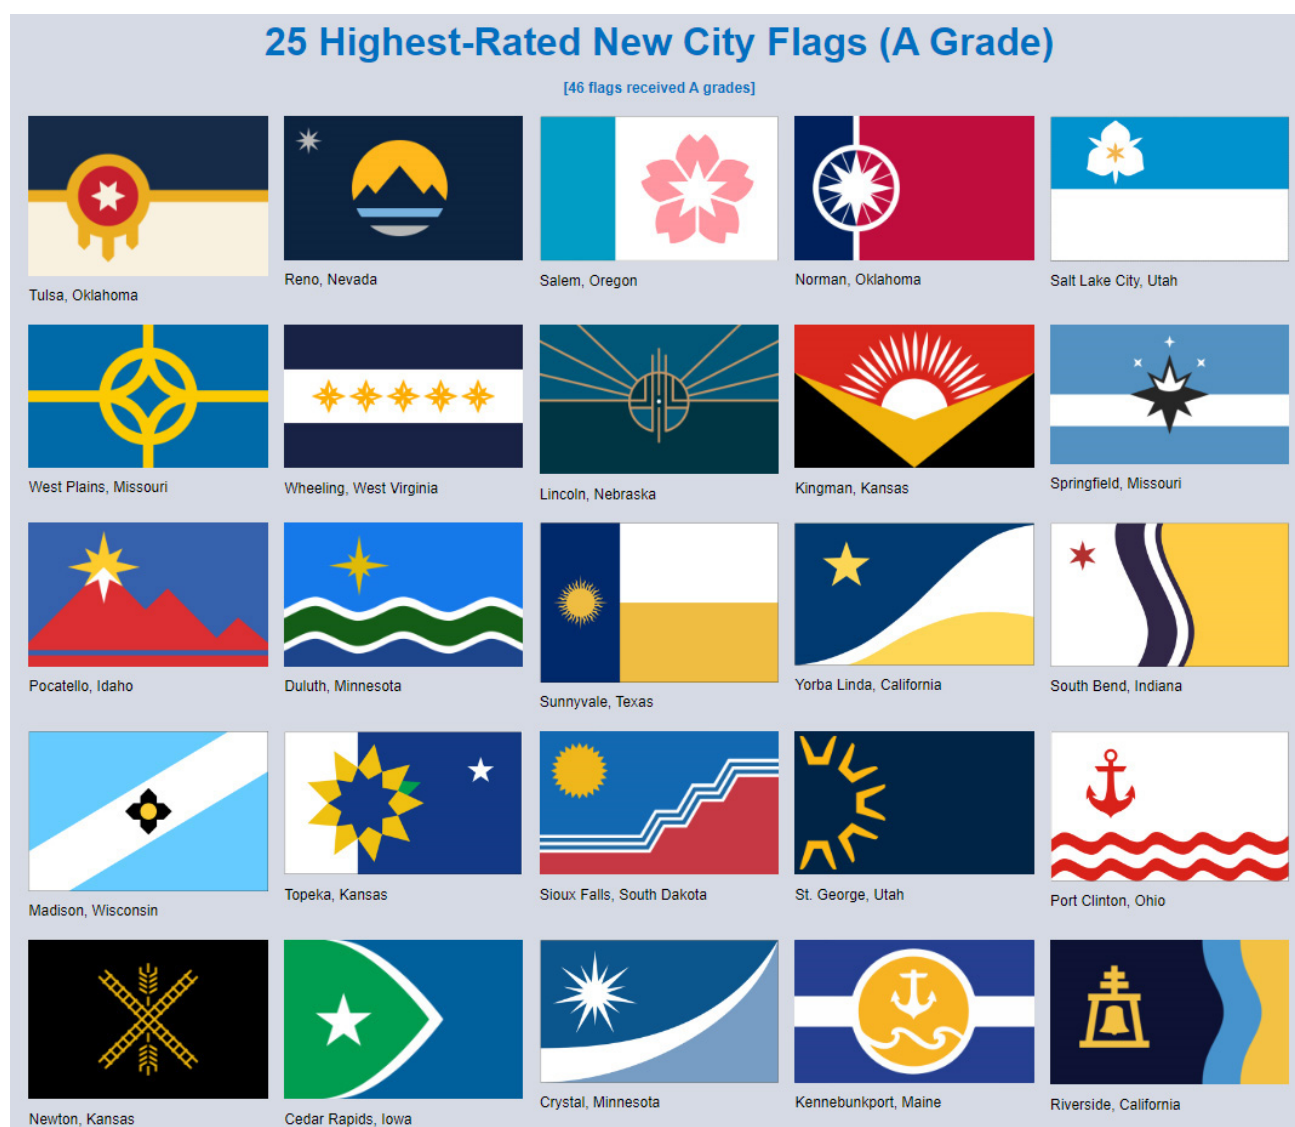 25 Highest-Rated New City Flags (A Grade)
[46 flags received A grades]
Tulsa, Oklahoma
Reno, Nevada
Salem, Oregon
Norman, Oklahoma
Salt Lake City, Utah
West Plains, Missouri
Wheeling, West Virginia
Lincoln, Nebraska
Kingman, Kansas
Springfield, Missouri
Pocatello, Idaho
Duluth, Minnesota
Sunnyvale, Texas
Yorba Linda, California
South Bend, Indiana
Madison, Wisconsin
Topeka, Kansas
Sioux Falls, South Dakota
St. George, Utah
Port Clinton, Ohio
Newton, Kansas
Cedar Rapids, Iowa
Crystal, Minnesota
Kennebunkport, Maine
Riverside, California